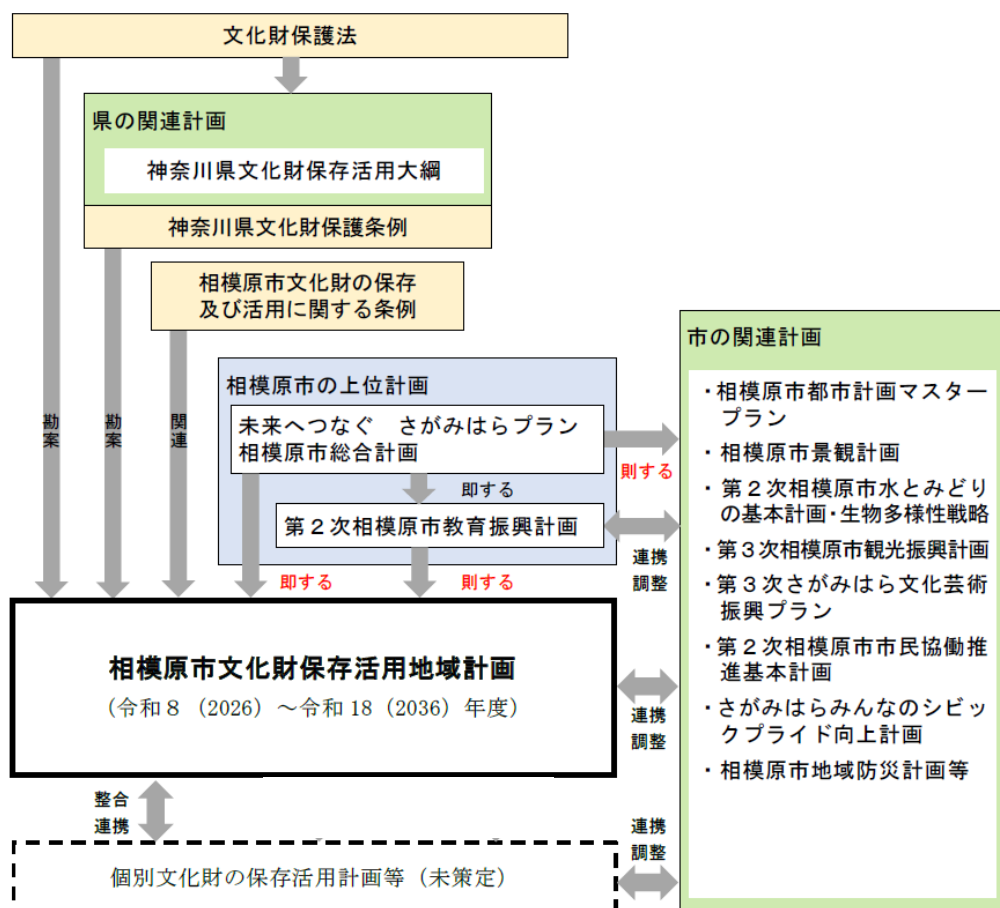 文化財保護法
県の関連計画
神奈川県文化財保存活用大綱
神奈川県文化財保護条例
相模原市文化財の保存
及び活用に関する条例
相模原市の上位計画
未来へつなぐ　さがみはらプラン
相模原市総合計画
則する
即する
第２次相模原市教育振興計画
連携
調整
勘案
勘案
関連
即する
則する
市の関連計画
・相模原市都市計画マスター
プラン
・相模原市景観計画
・第２次相模原市水とみどり
の基本計画・生物多様性戦略
・第３次相模原市観光振興計画
・第３次さがみはら文化芸術
振興プラン
・第２次相模原市市民協働推
進基本計画
・さがみはらみんなのシビッ
クプライド向上計画
・相模原市地域防災計画等
相模原市文化財保存活用地域計画
（令和８（2026）～令和 18（2036）年度）
連携
調整
整合
連携
連携
調整
個別文化財の保存活用計画等（未策定）